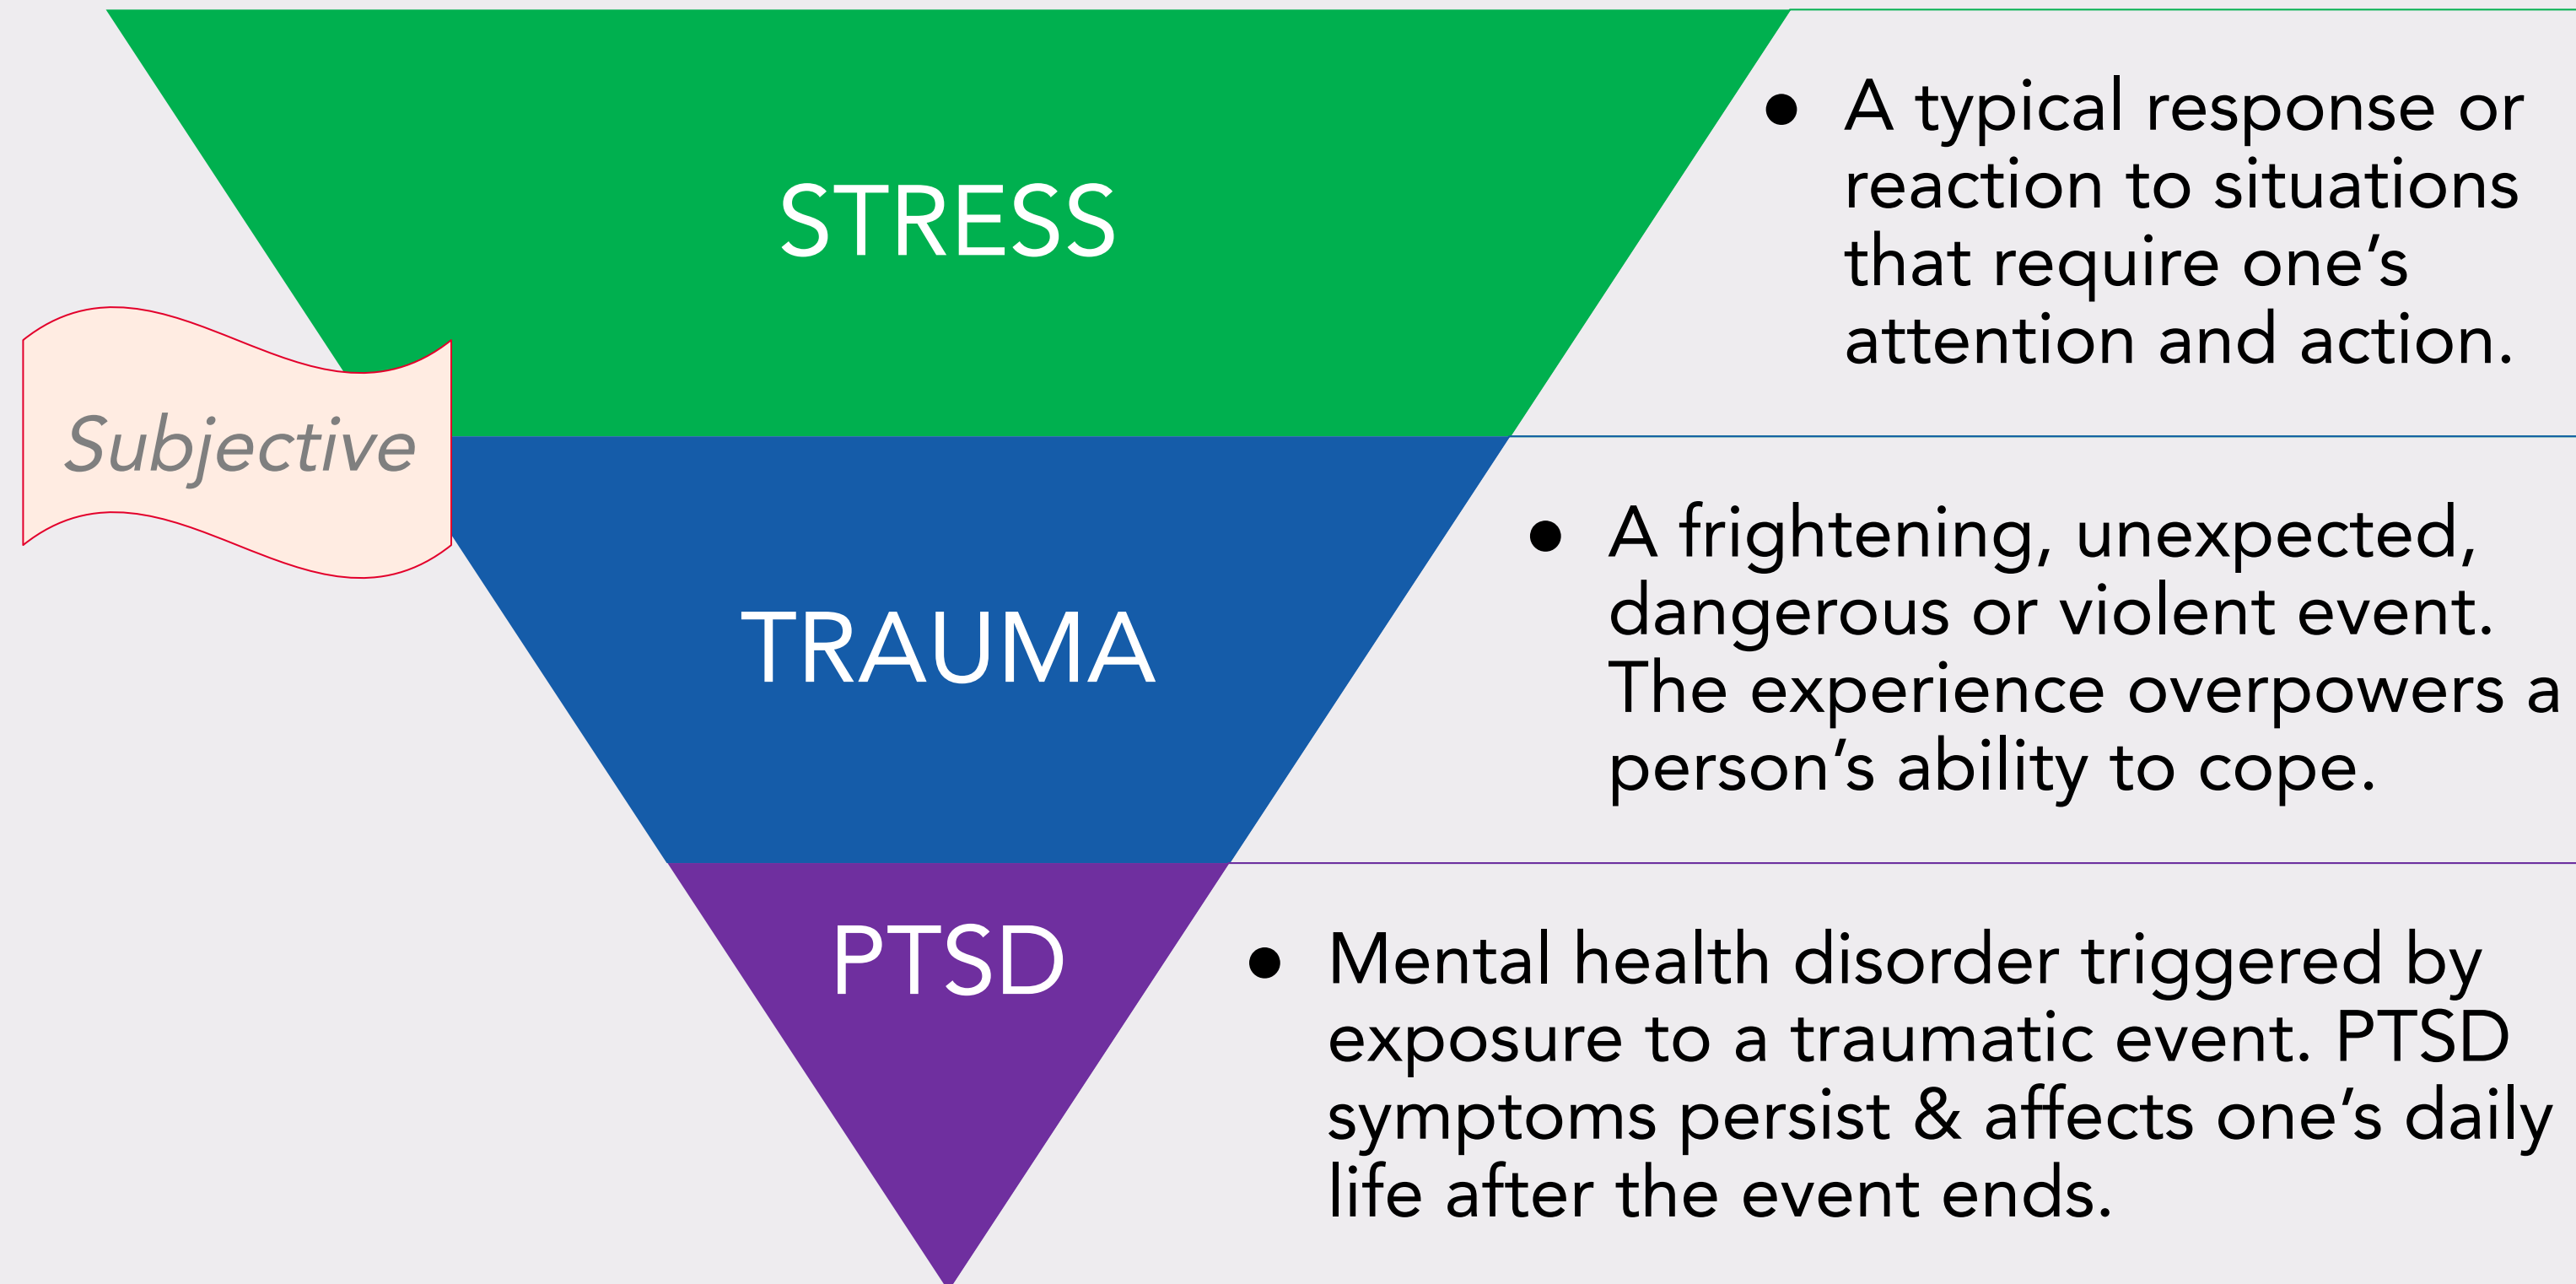 STRESS
• A typical response or
reaction to situations
that require one’s
attention and action.
Subjective
TRAUMA
• A frightening, unexpected,
dangerous or violent event.
The experience overpowers a
person’s ability to cope.
PTSD
• Mental health disorder triggered by
exposure to a traumatic event. PTSD
symptoms persist & affects one’s daily
life after the event ends.